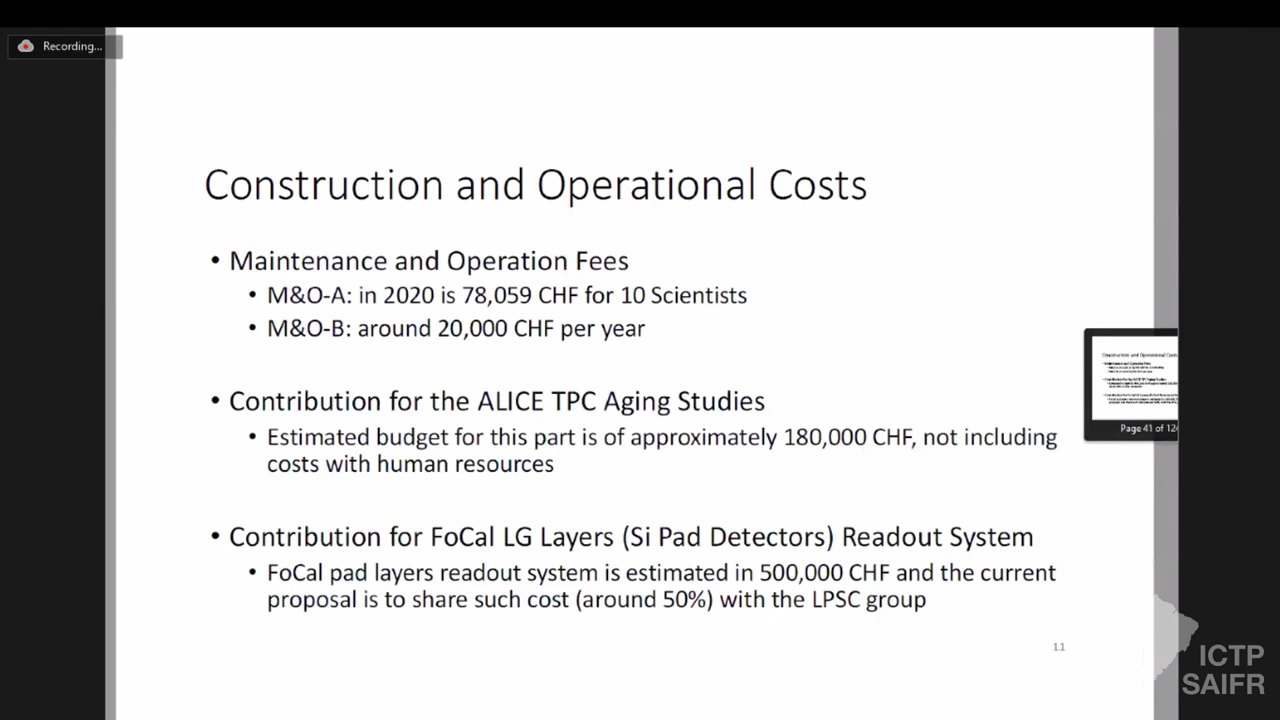 Recording...
Construction and Operational Costs
• Maintenance and Operation Fees
• M&O-A: in 2020 is 78,059 CHF for 10 Scientists
• M&O-B: around 20,000 CHF per year
• Contribution for the ALICE TPC Aging Studies
• Estimated budget for this part is of approximately 180,000 CHF, not including
costs with human resources
• Contribution for FoCal LG Layers (Si Pad Detectors) Readout System
• FoCal pad layers readout system is estimated in 500,000 CHF and the current
proposal is to share such cost (around 50%) with the LPSC group
11
Construction and Operational Costs
Page 41 of 124
ICTP
SAIFR